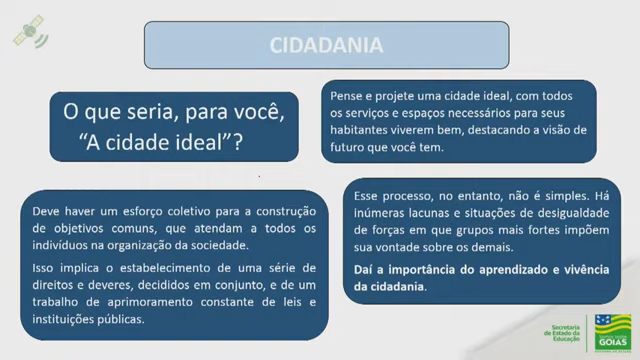 CIDADANIA
O que seria, para você,
“A cidade ideal”?
Pense e projete uma cidade ideal, com todos
os serviços e espaços necessários para seus
habitantes viverem bem, destacando a visão de
futuro que você tem.
Deve haver um esforço coletivo para a construção
de objetivos comuns, que atendam a todos os
indivíduos na organização da sociedade.
Isso implica o estabelecimento de uma série de
direitos e deveres, decididos em conjunto, e de um
trabalho de aprimoramento constante de leis e
instituições públicas.
Esse processo, no entanto, não é simples. Há
inúmeras lacunas e situações de desigualdade
de forças em que grupos mais fortes impõem
sua vontade sobre os demais.
Daí a importância do aprendizado e vivência
da cidadania.
Secretaria
de Estado da
Educação
GOIÁS